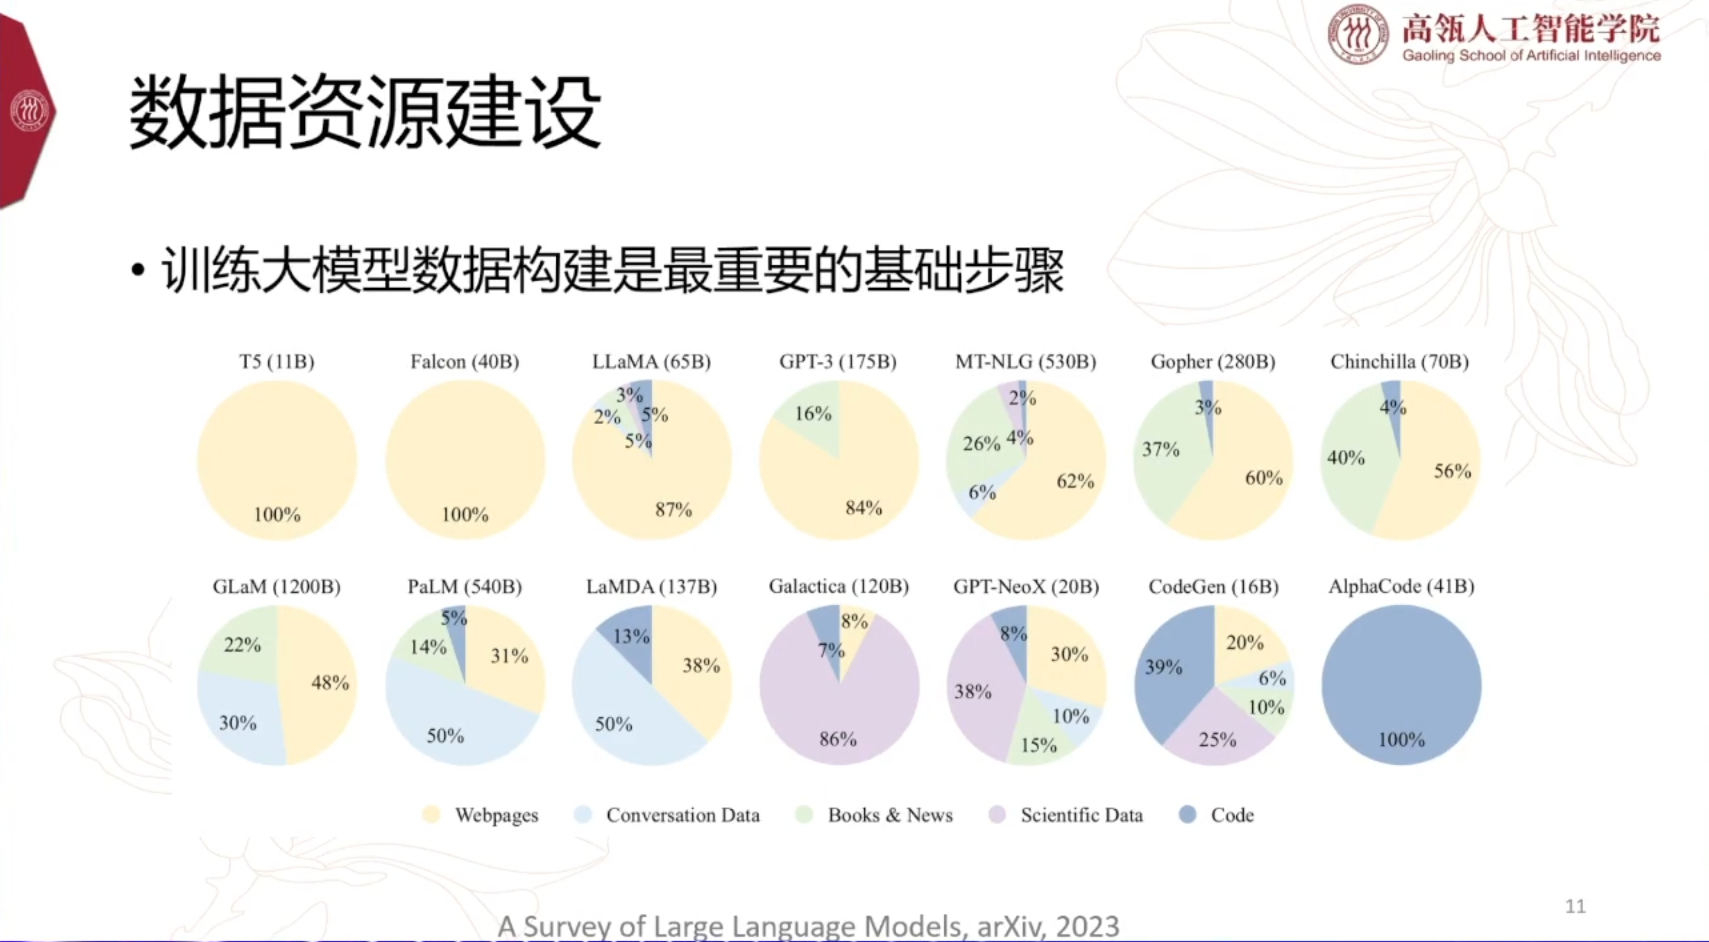 高瓴人工智能学院
Gaoling School of Artificial Intelligence
数据资源建设
• 训练大模型数据构建是最重要的基础步骤
T5 (11B) Falcon (40B) LLaMA (65B) GPT-3 (175B) MT-NLG (530B) Gopher (280B) Chinchilla (70B)
100%
100%
3% 2% 5% 5% 87%
16% 84%
2% 26% 4% 6% 62%
3% 37% 60%
4% 40% 56%
GLaM (1200B) PaLM (540B) LaMDA (137B) Galactica (120B) GPT-NeoX (20B) CodeGen (16B) AlphaCode (41B)
22% 48% 30%
5% 14% 31% 50%
13% 38% 50%
8% 7% 86%
8% 30% 38% 10% 15%
20% 39% 6% 10% 25%
100%
Webpages Conversation Data Books & News Scientific Data Code
11
A Survey of Large Language Models, arXiv, 2023